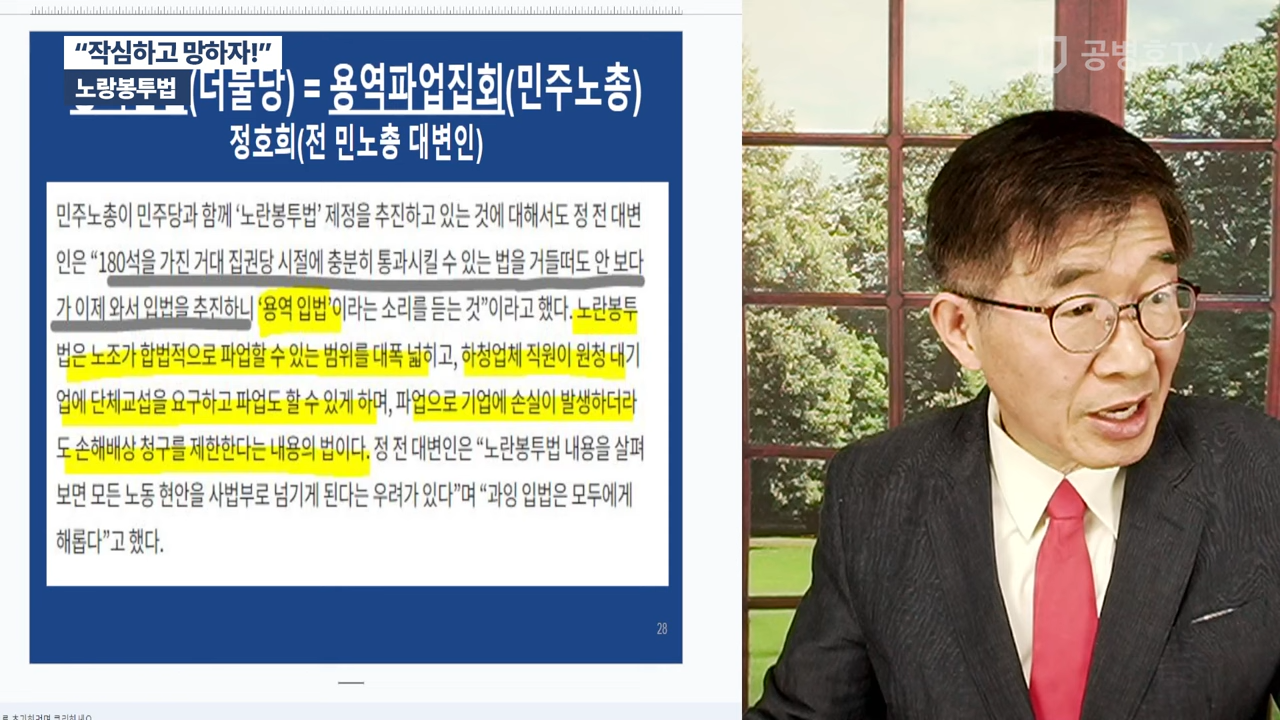 “작심하고 망하자!”
노랑봉투법
(더불당) = 용역파업집회(민주노총)
정호희(전 민노총 대변인)
민주노총이 민주당과 함께 ‘노란봉투법’ 제정을 추진하고 있는 것에 대해서도 정 전 대변
인은 “180석을 가진 거대 집권당 시절에 충분히 통과시킬 수 있는 법을 거들떠도 안 보다
가 이제 와서 입법을 추진하니 ‘용역 입법’이라는 소리를 듣는 것”이라고 했다. 노란봉투
법은 노조가 합법적으로 파업할 수 있는 범위를 대폭 넓히고, 하청업체 직원이 원청 대기
업에 단체교섭을 요구하고 파업도 할 수 있게 하며, 파업으로 기업에 손실이 발생하더라
도 손해배상 청구를 제한한다는 내용의 법이다. 정 전 대변인은 “노란봉투법 내용을 살펴
보면 모든 노동 현안을 사법부로 넘기게 된다는 우려가 있다”며 “과잉 입법은 모두에게
해롭다”고 했다.
28
공병호TV